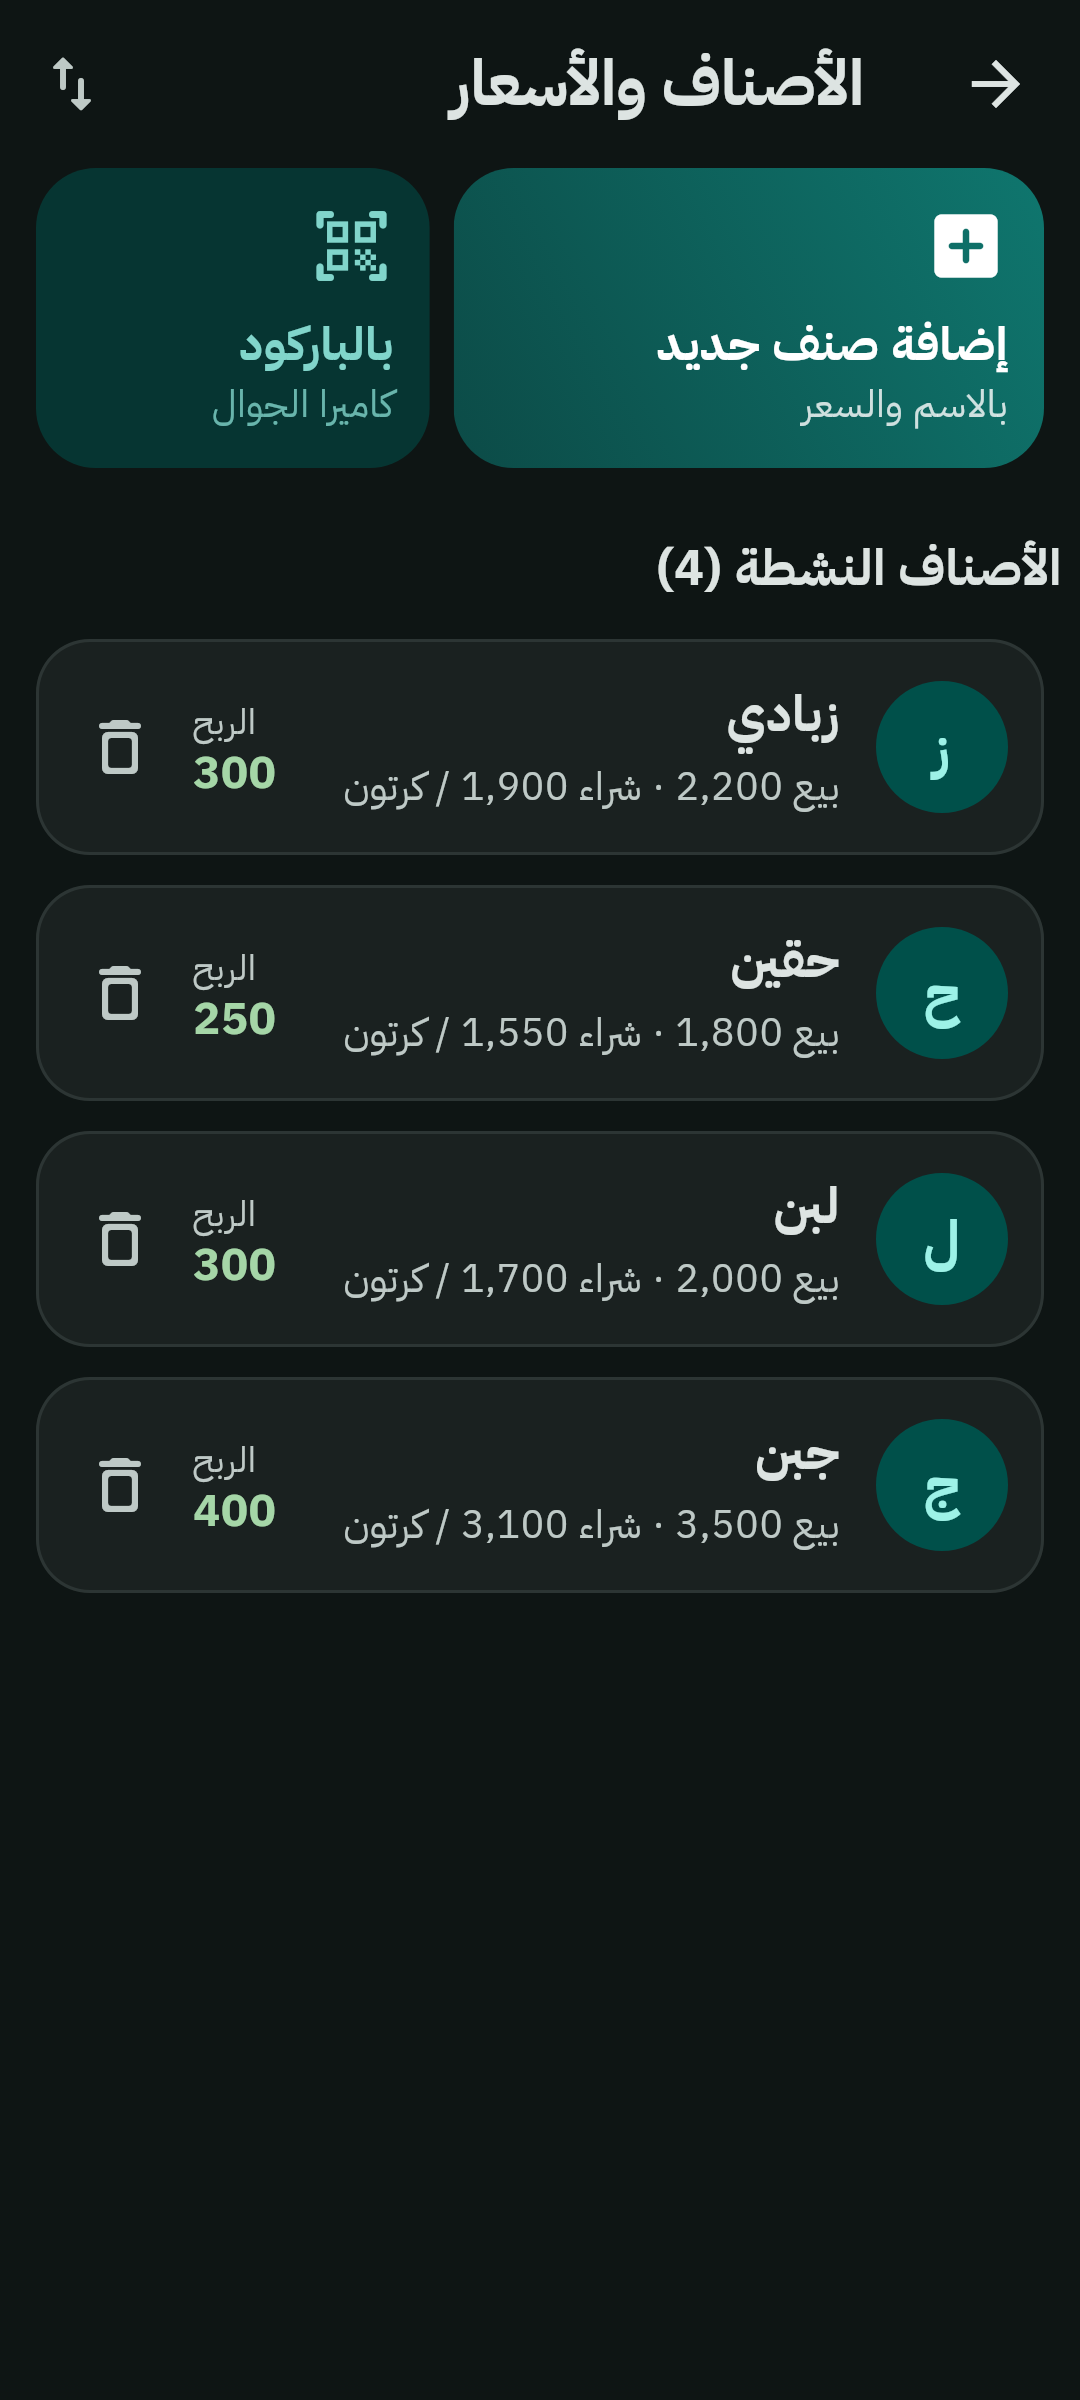 الأصناف والأسعار
إضافة صنف جديد
بالاسم والسعر
بالباركود
كاميرا الجوال
الأصناف النشطة (4)
ز
زبادي
بيع 2,200 · شراء 1,900 / كرتون
الربح
300
ح
حقين
بيع 1,800 · شراء 1,550 / كرتون
الربح
250
ل
لبن
بيع 2,000 · شراء 1,700 / كرتون
الربح
300
ج
جبن
بيع 3,500 · شراء 3,100 / كرتون
الربح
400